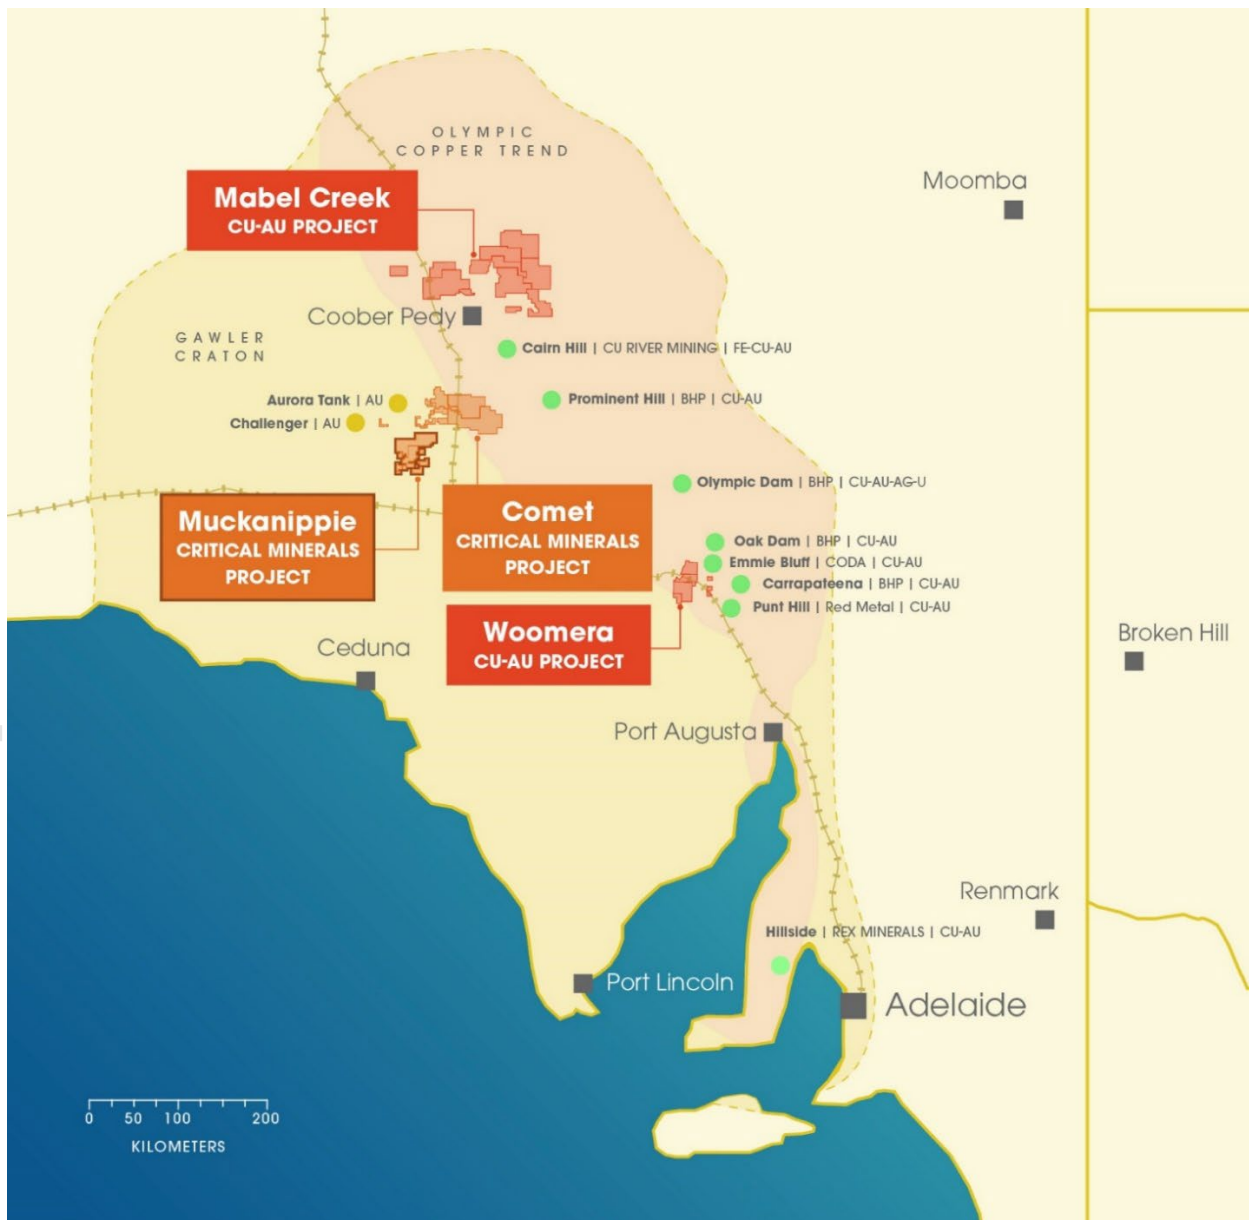 OLYMPIC
COPPER TREND
Mabel Creek
CU-AU PROJECT
Moomba
Coober Pedy
GAWLER
CRATON
Cairn Hill | CU RIVER MINING | FE-CU-AU
Aurora Tank | AU
Prominent Hill | BHP | CU-AU
Challenger | AU
Olympic Dam | BHP | CU-AU-AG-U
Muckanippie
CRITICAL MINERALS
PROJECT
Comet
CRITICAL MINERALS
PROJECT
Oak Dam | BHP | CU-AU
Emmie Bluff | CODA | CU-AU
Carrapateena | BHP | CU-AU
Punt Hill | Red Metal | CU-AU
Woomera
CU-AU PROJECT
Broken Hill
Ceduna
Port Augusta
Renmark
Hillside | REX MINERALS | CU-AU
Port Lincoln
Adelaide
0 50 100 200
KILOMETERS